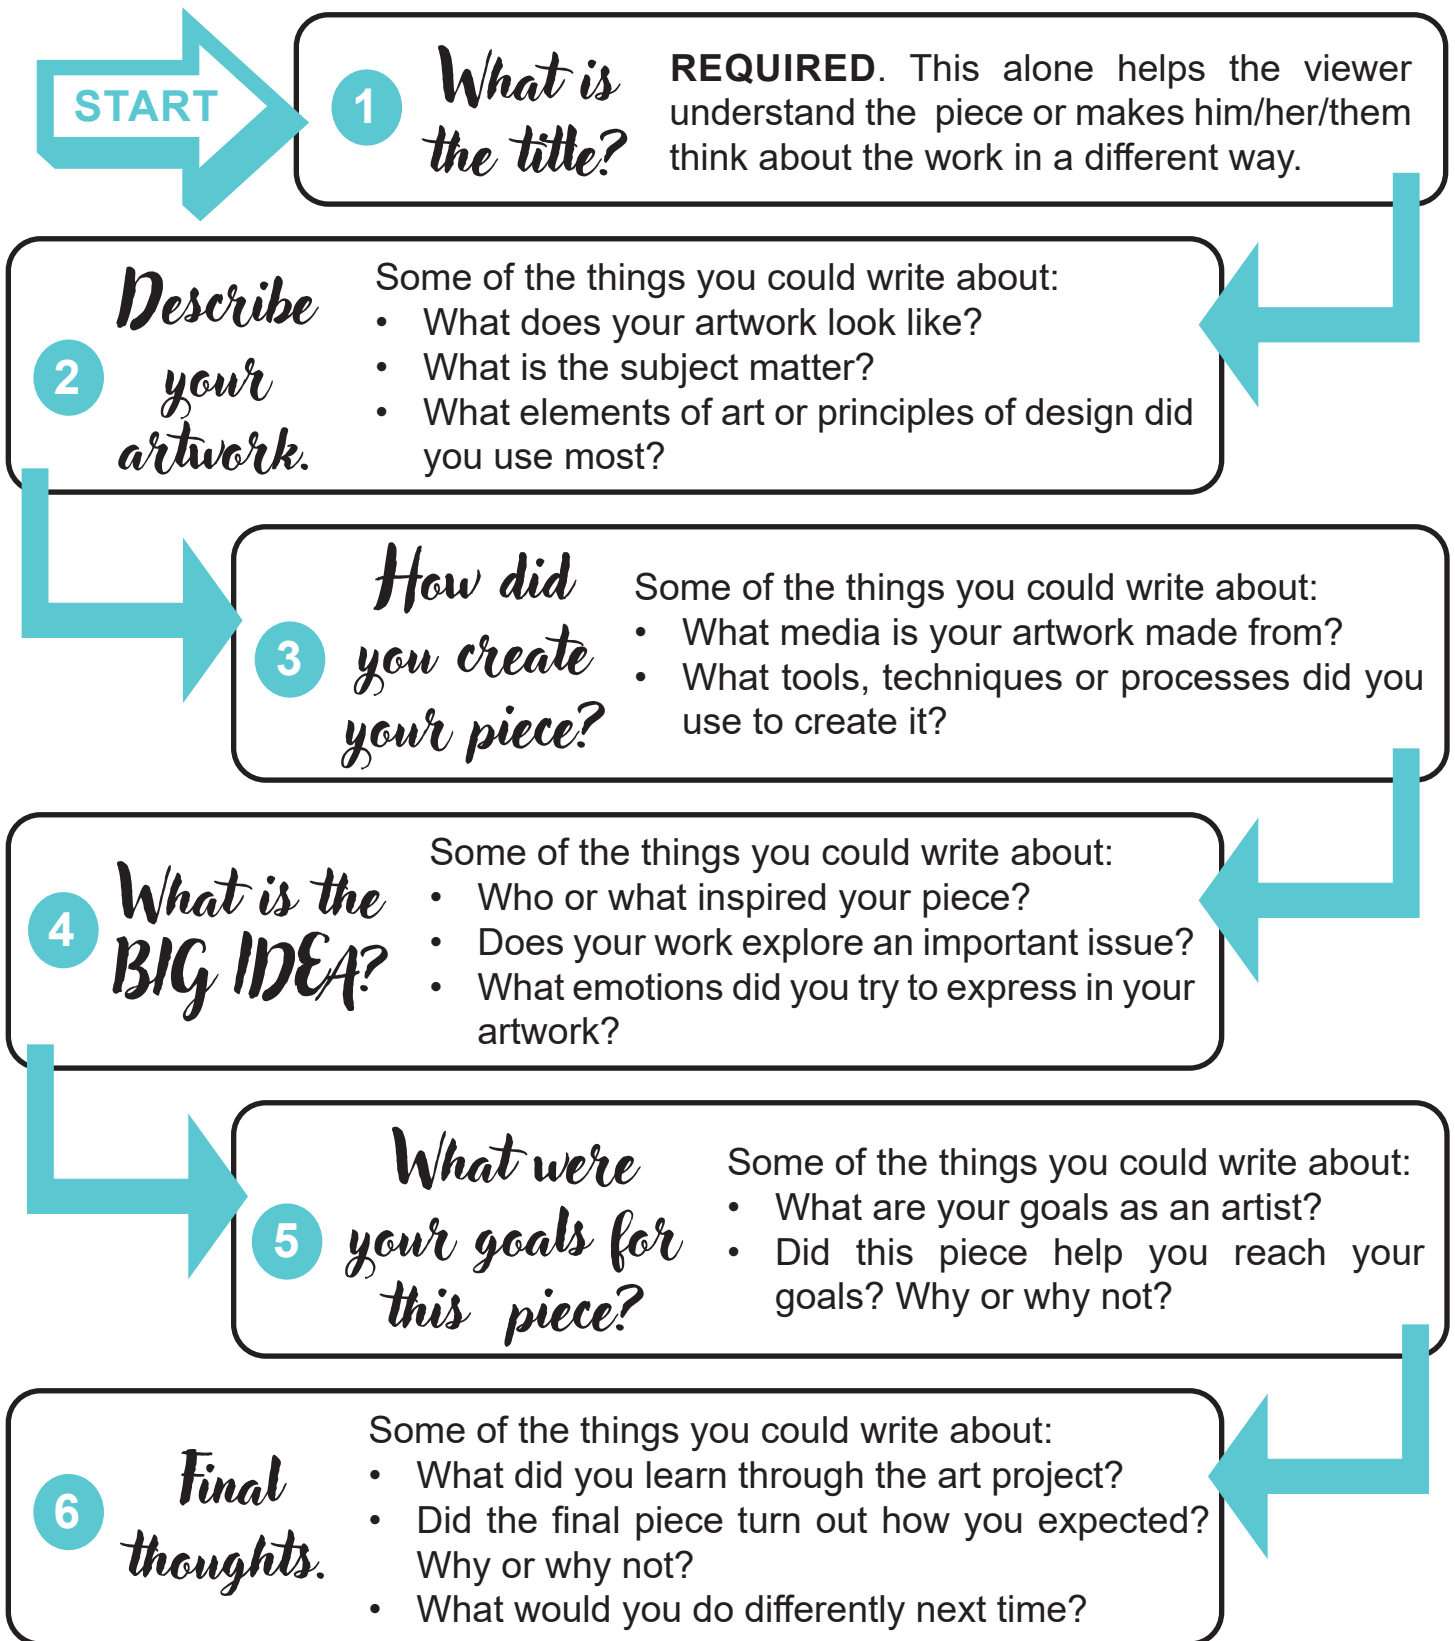 START
1
What is
the title?
REQUIRED. This alone helps the viewer
understand the piece or makes him/her/them
think about the work in a different way.
2
Describe
your
artwork.
Some of the things you could write about:
• What does your artwork look like?
• What is the subject matter?
• What elements of art or principles of design did
you use most?
3
How did
you create
your piece?
Some of the things you could write about:
• What media is your artwork made from?
• What tools, techniques or processes did you
use to create it?
4
What is the
BIG IDEA?
Some of the things you could write about:
• Who or what inspired your piece?
• Does your work explore an important issue?
• What emotions did you try to express in your
artwork?
5
What were
your goals for
this piece?
Some of the things you could write about:
• What are your goals as an artist?
• Did this piece help you reach your
goals? Why or why not?
6
Final
thoughts.
Some of the things you could write about:
• What did you learn through the art project?
• Did the final piece turn out how you expected?
Why or why not?
• What would you do differently next time?